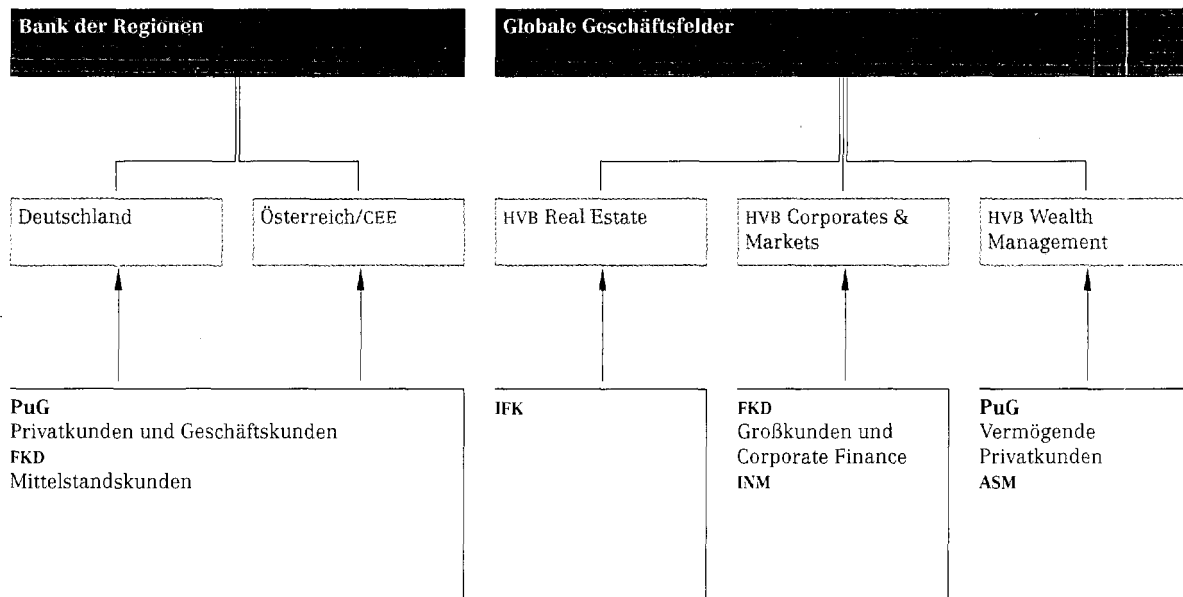 Bank der Regionen
Globale Geschäftsfelder
Deutschland
Österreich/CEE
HVB Real Estate
HVB Corporates &
Markets
HVB Wealth
Management
PuG
Privatkunden und Geschäftskunden
FKD
Mittelstandskunden
IFK
FKD
Großkunden und
Corporate Finance
INM
PuG
Vermögende
Privatkunden
ASM